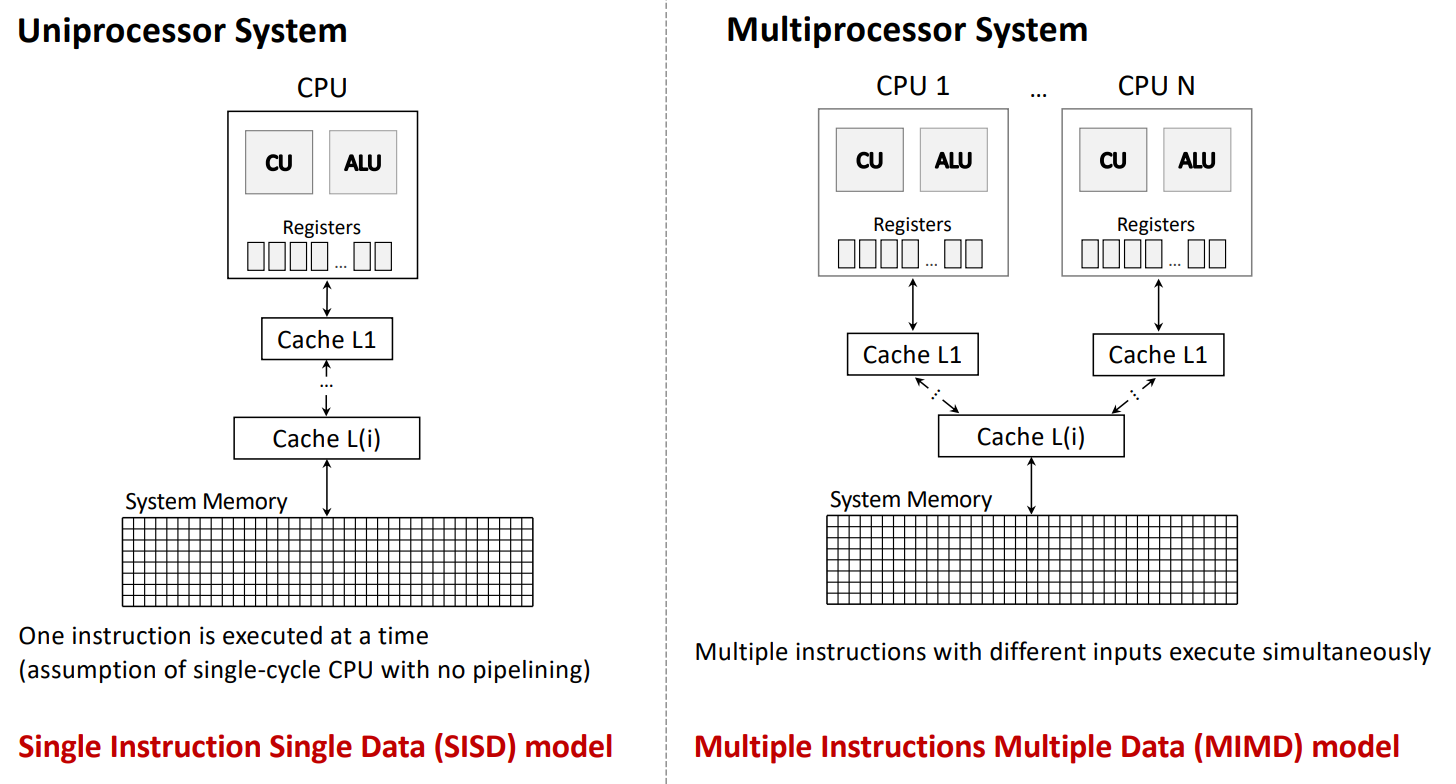 Uniprocessor System
CPU
CU ALU
Registers
...
Cache L1
...
Cache L(i)
System Memory
One instruction is executed at a time
(assumption of single-cycle CPU with no pipelining)
Single Instruction Single Data (SISD) model
Multiprocessor System
CPU 1 ... CPU N
CU ALU CU ALU
Registers Registers
... ...
Cache L1 Cache L1
... ...
Cache L(i)
System Memory
Multiple instructions with different inputs execute simultaneously
Multiple Instructions Multiple Data (MIMD) model